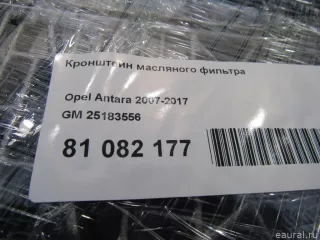 Кронштейн масляного фильтра
Opel Antara 2007-2017
GM 25183556
81 082 177
eaural.ru